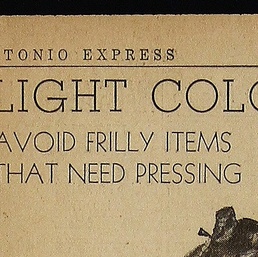 TONIO EXPRESS
LIGHT COLO
AVOID FRILLY ITEMS
THAT NEED PRESSING